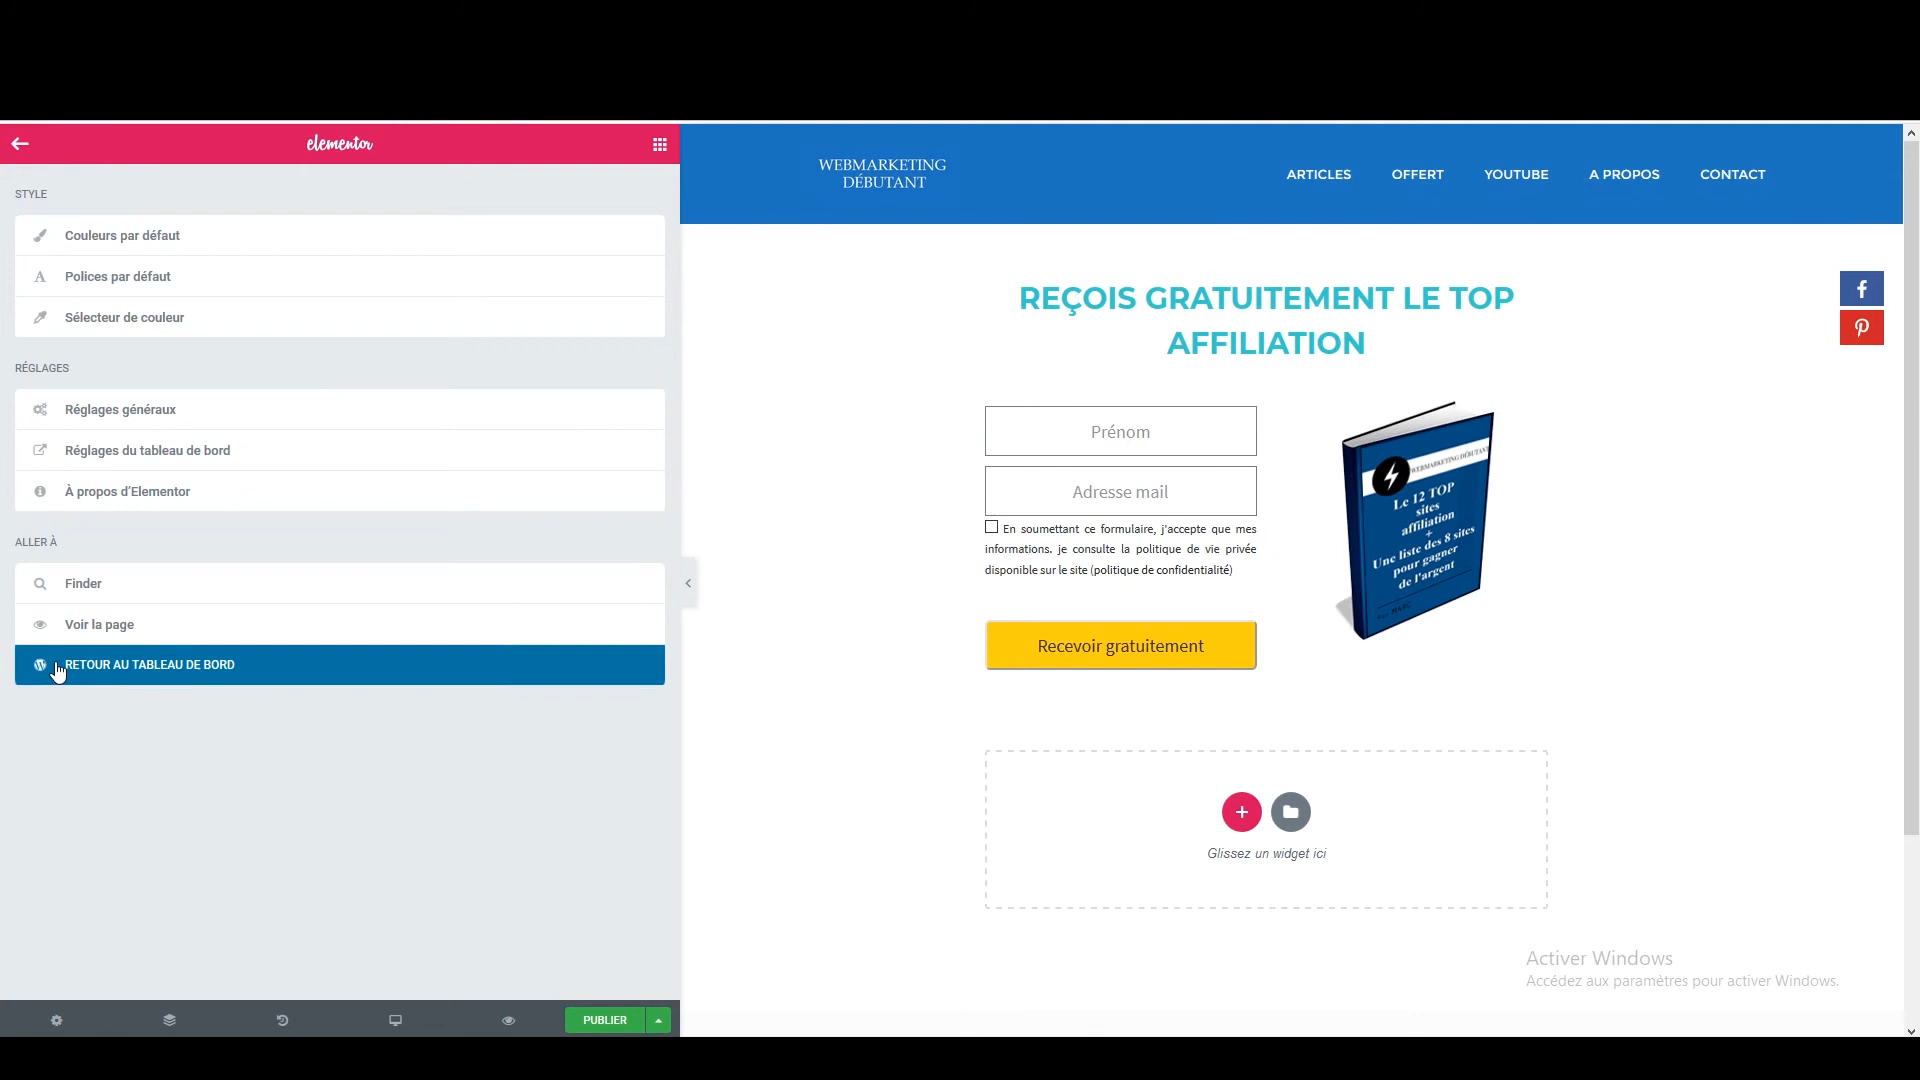 elementor
STYLE
Couleurs par défaut
Polices par défaut
Sélecteur de couleur
RÉGLAGES
Réglages généraux
Réglages du tableau de bord
À propos d'Elementor
ALLER À
Finder
Voir la page
RETOUR AU TABLEAU DE BORD
PUBLIER
WEBMARKETING
DÉBUTANT
ARTICLES OFFERT YOUTUBE A PROPOS CONTACT
REÇOIS GRATUITEMENT LE TOP
AFFILIATION
Prénom
Adresse mail
En soumettant ce formulaire, j'accepte que mes
informations. je consulte la politique de vie privée
disponible sur le site (politique de confidentialité)
Recevoir gratuitement
WEBMARKETING DÉBUTANT
Le 12 TOP
sites
affiliation
+
Une liste des 8 sites
pour gagner
de l'argent
Par MARC
Glissez un widget ici
Activer Windows
Accédez aux paramètres pour activer Windows.